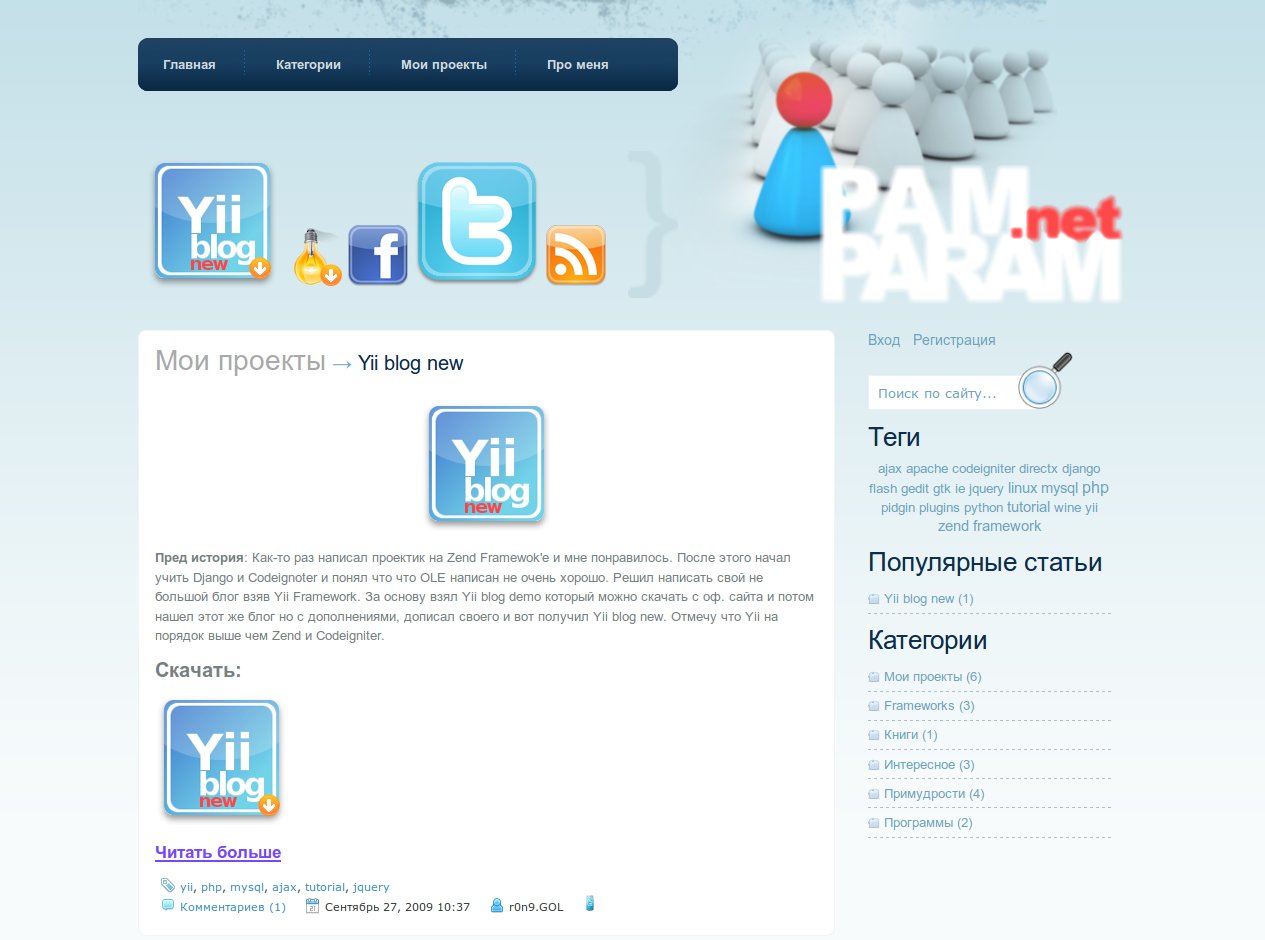 Главная Категории Мои проекты Про меня
Yii
blog
new
PAM
.net
PARAM
Мои проекты → Yii blog new
Yii
blog
new
Пред история: Как-то раз написал проектик на Zend Framewok'e и мне понравилось. После этого начал
учить Django и Codeignoter и понял что что OLE написан не очень хорошо. Решил написать свой не
большой блог взяв Yii Framework. За основу взял Yii blog demo который можно скачать с оф. сайта и потом
нашел этот же блог но с дополнениями, дописал своего и вот получил Yii blog new. Отмечу что Yii на
порядок выше чем Zend и Codeigniter.
Скачать:
Yii
blog
new
Читать больше
yii, php, mysql, ajax, tutorial, jquery
Комментариев (1) Сентябрь 27, 2009 10:37 r0n9.GOL
Вход Регистрация
Поиск по сайту...
Теги
ajax apache codeigniter directx django
flash gedit gtk ie jquery linux mysql php
pidgin plugins python tutorial wine yii
zend framework
Популярные статьи
Yii blog new (1)
Категории
Мои проекты (6)
Frameworks (3)
Книги (1)
Интересное (3)
Примудрости (4)
Программы (2)